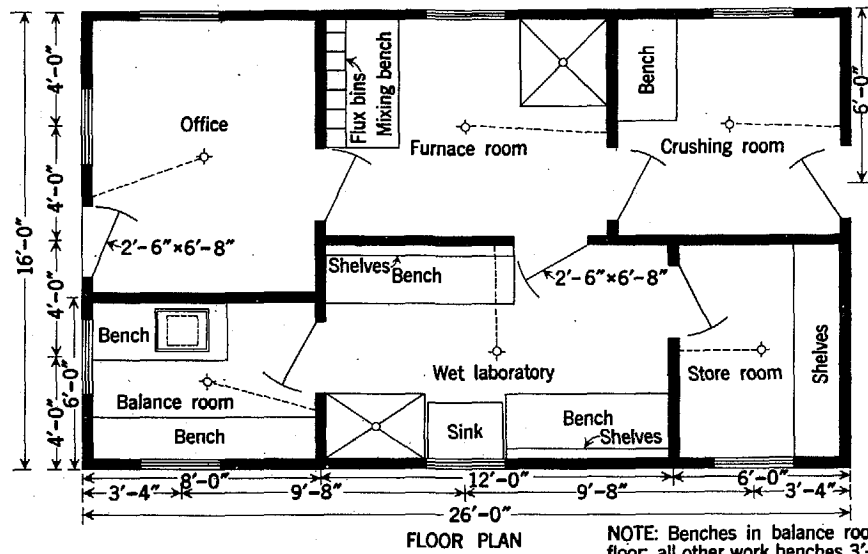 Office
Flux bins
Mixing bench
Furnace room
Bench
Crushing room
2'-6"×6'-8"
Shelves
Bench
2'-6"×6'-8"
Bench
Balance room
Bench
Wet laboratory
Sink
Bench
Shelves
Store room
Shelves
16'-0"
4'-0"
4'-0"
4'-0"
4'-0"
6'-0"
6'-0"
8'-0"
12'-0"
6'-0"
3'-4"
9'-8"
9'-8"
3'-4"
26'-0"
FLOOR PLAN
NOTE: Benches in balance roo
floor; all other work benches 3'-